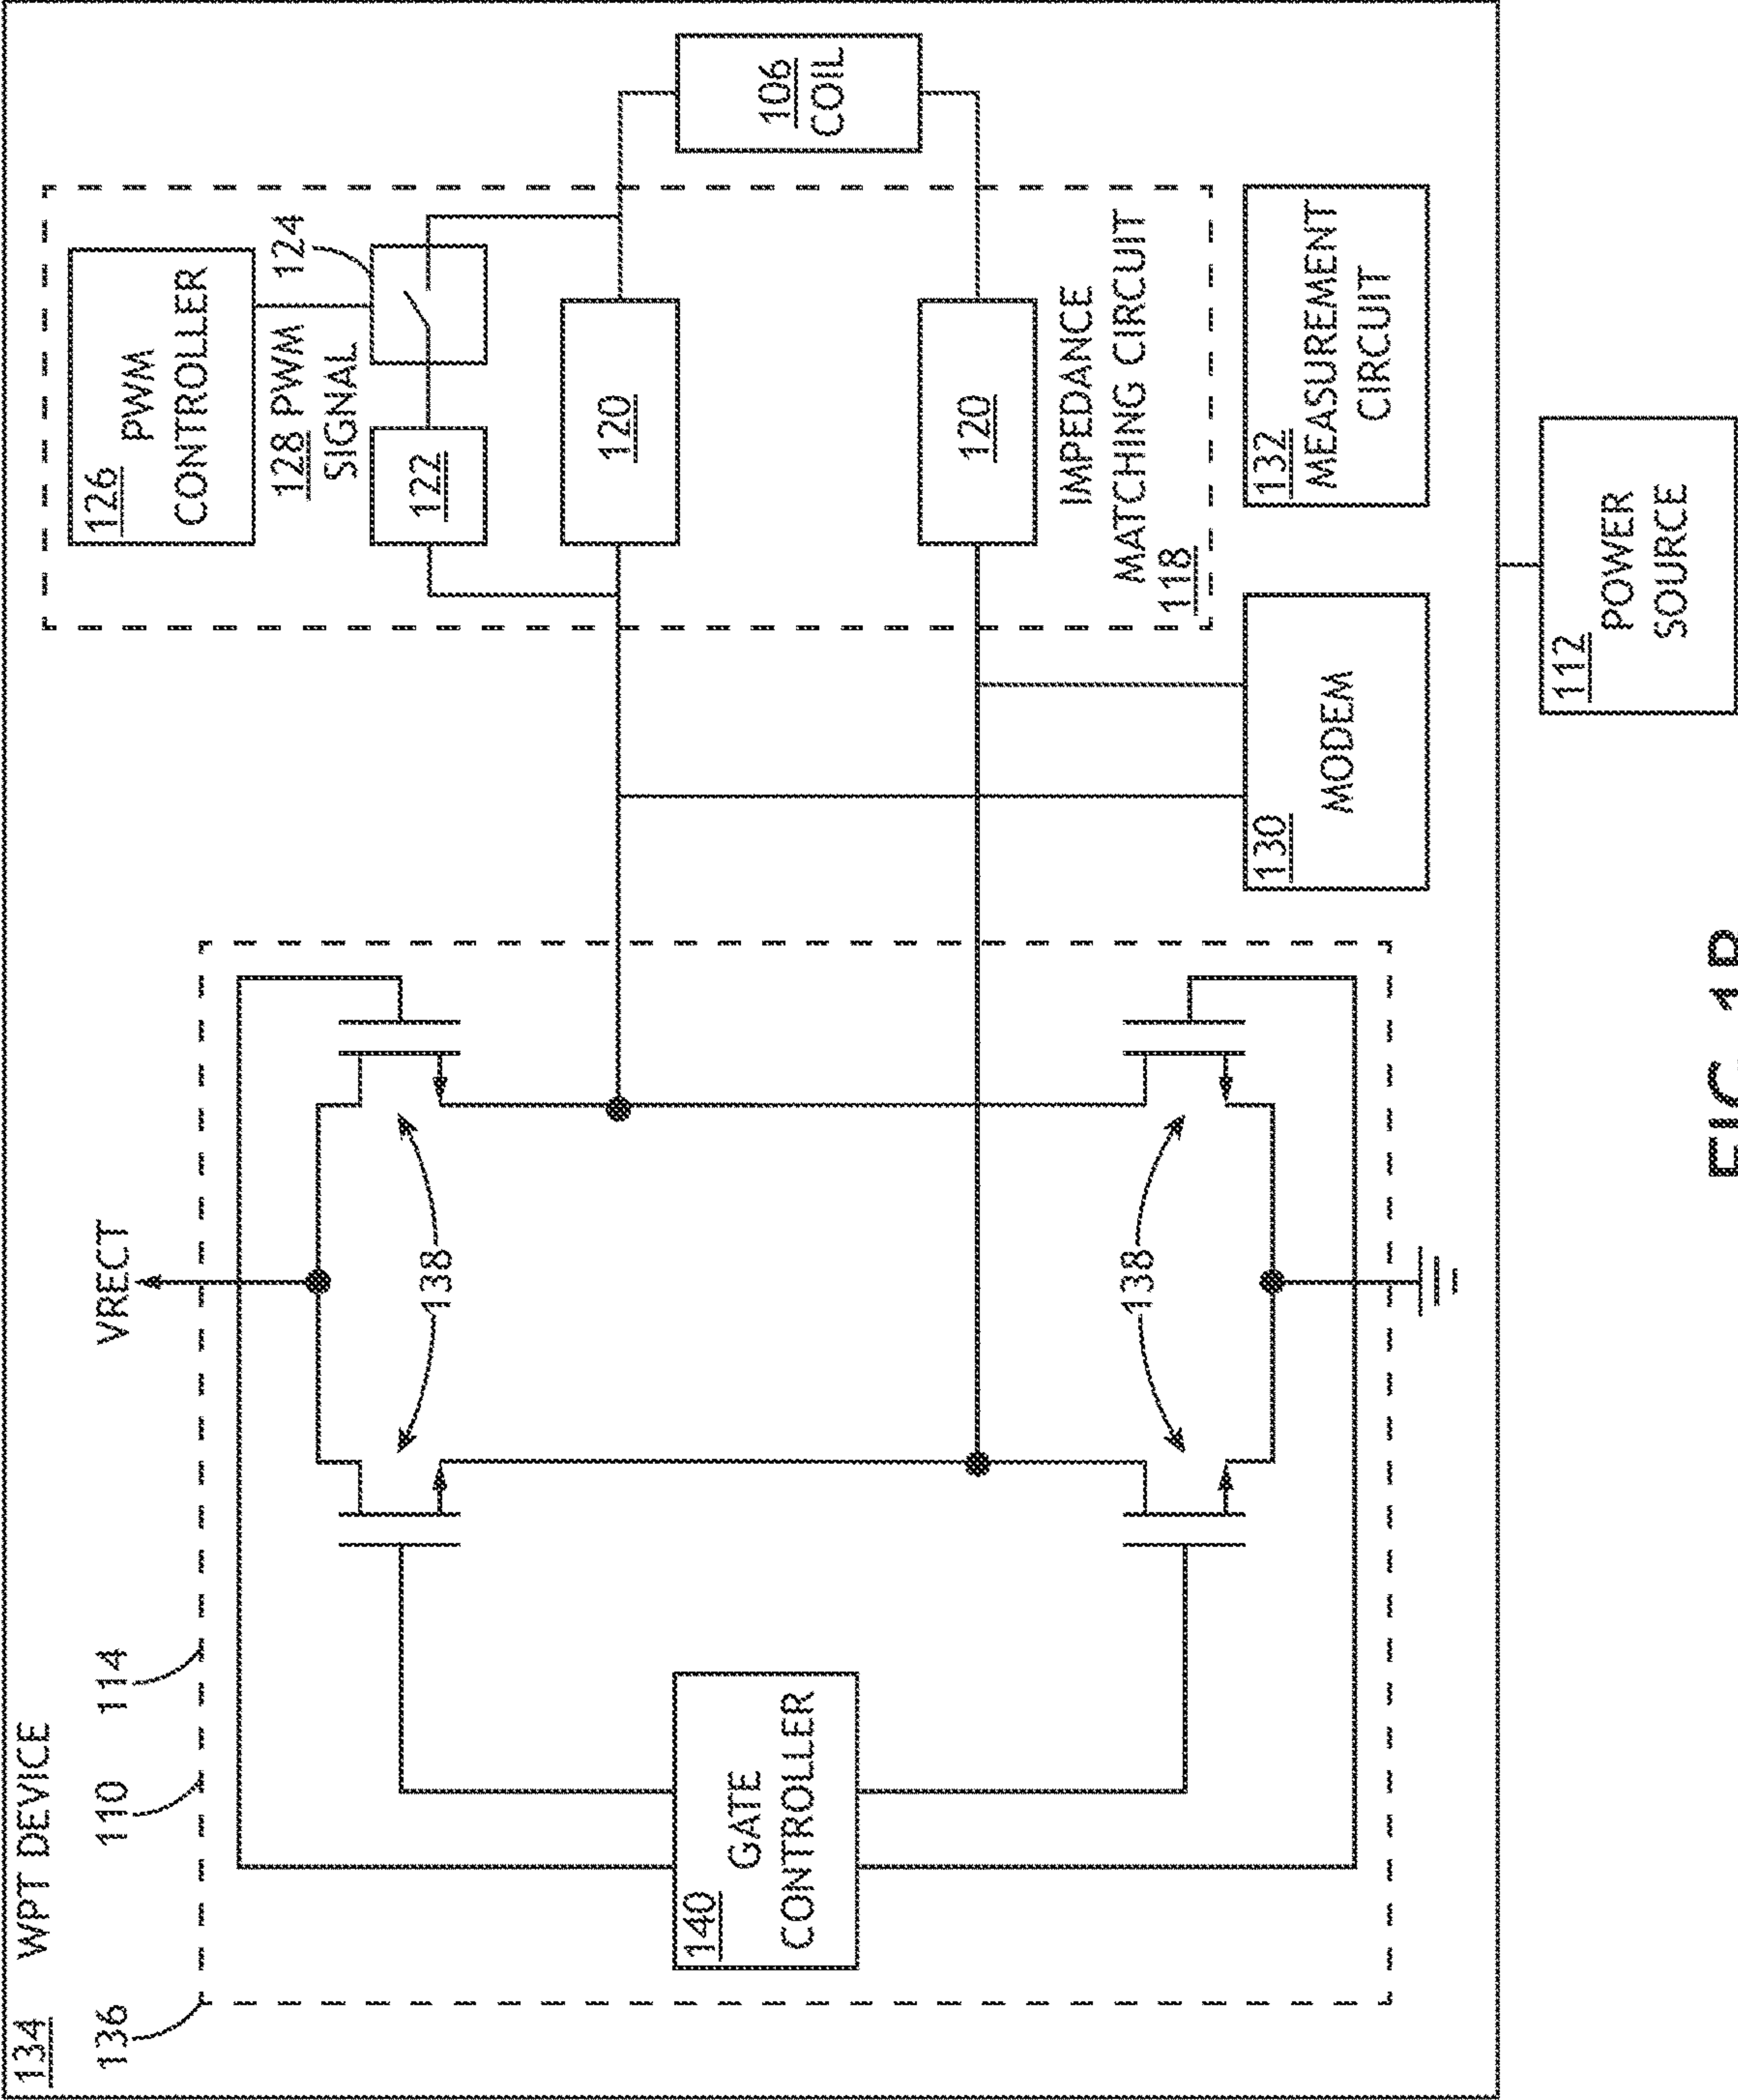 134 WPT DEVICE
136
110
114
VRECT
138
138
140
GATE
CONTROLLER
126
PWM
CONTROLLER
128 PWM
SIGNAL
124
122
120
120
IMPEDANCE
MATCHING CIRCUIT
118
106
COIL
130
MODEM
132
MEASUREMENT
CIRCUIT
112
POWER
SOURCE